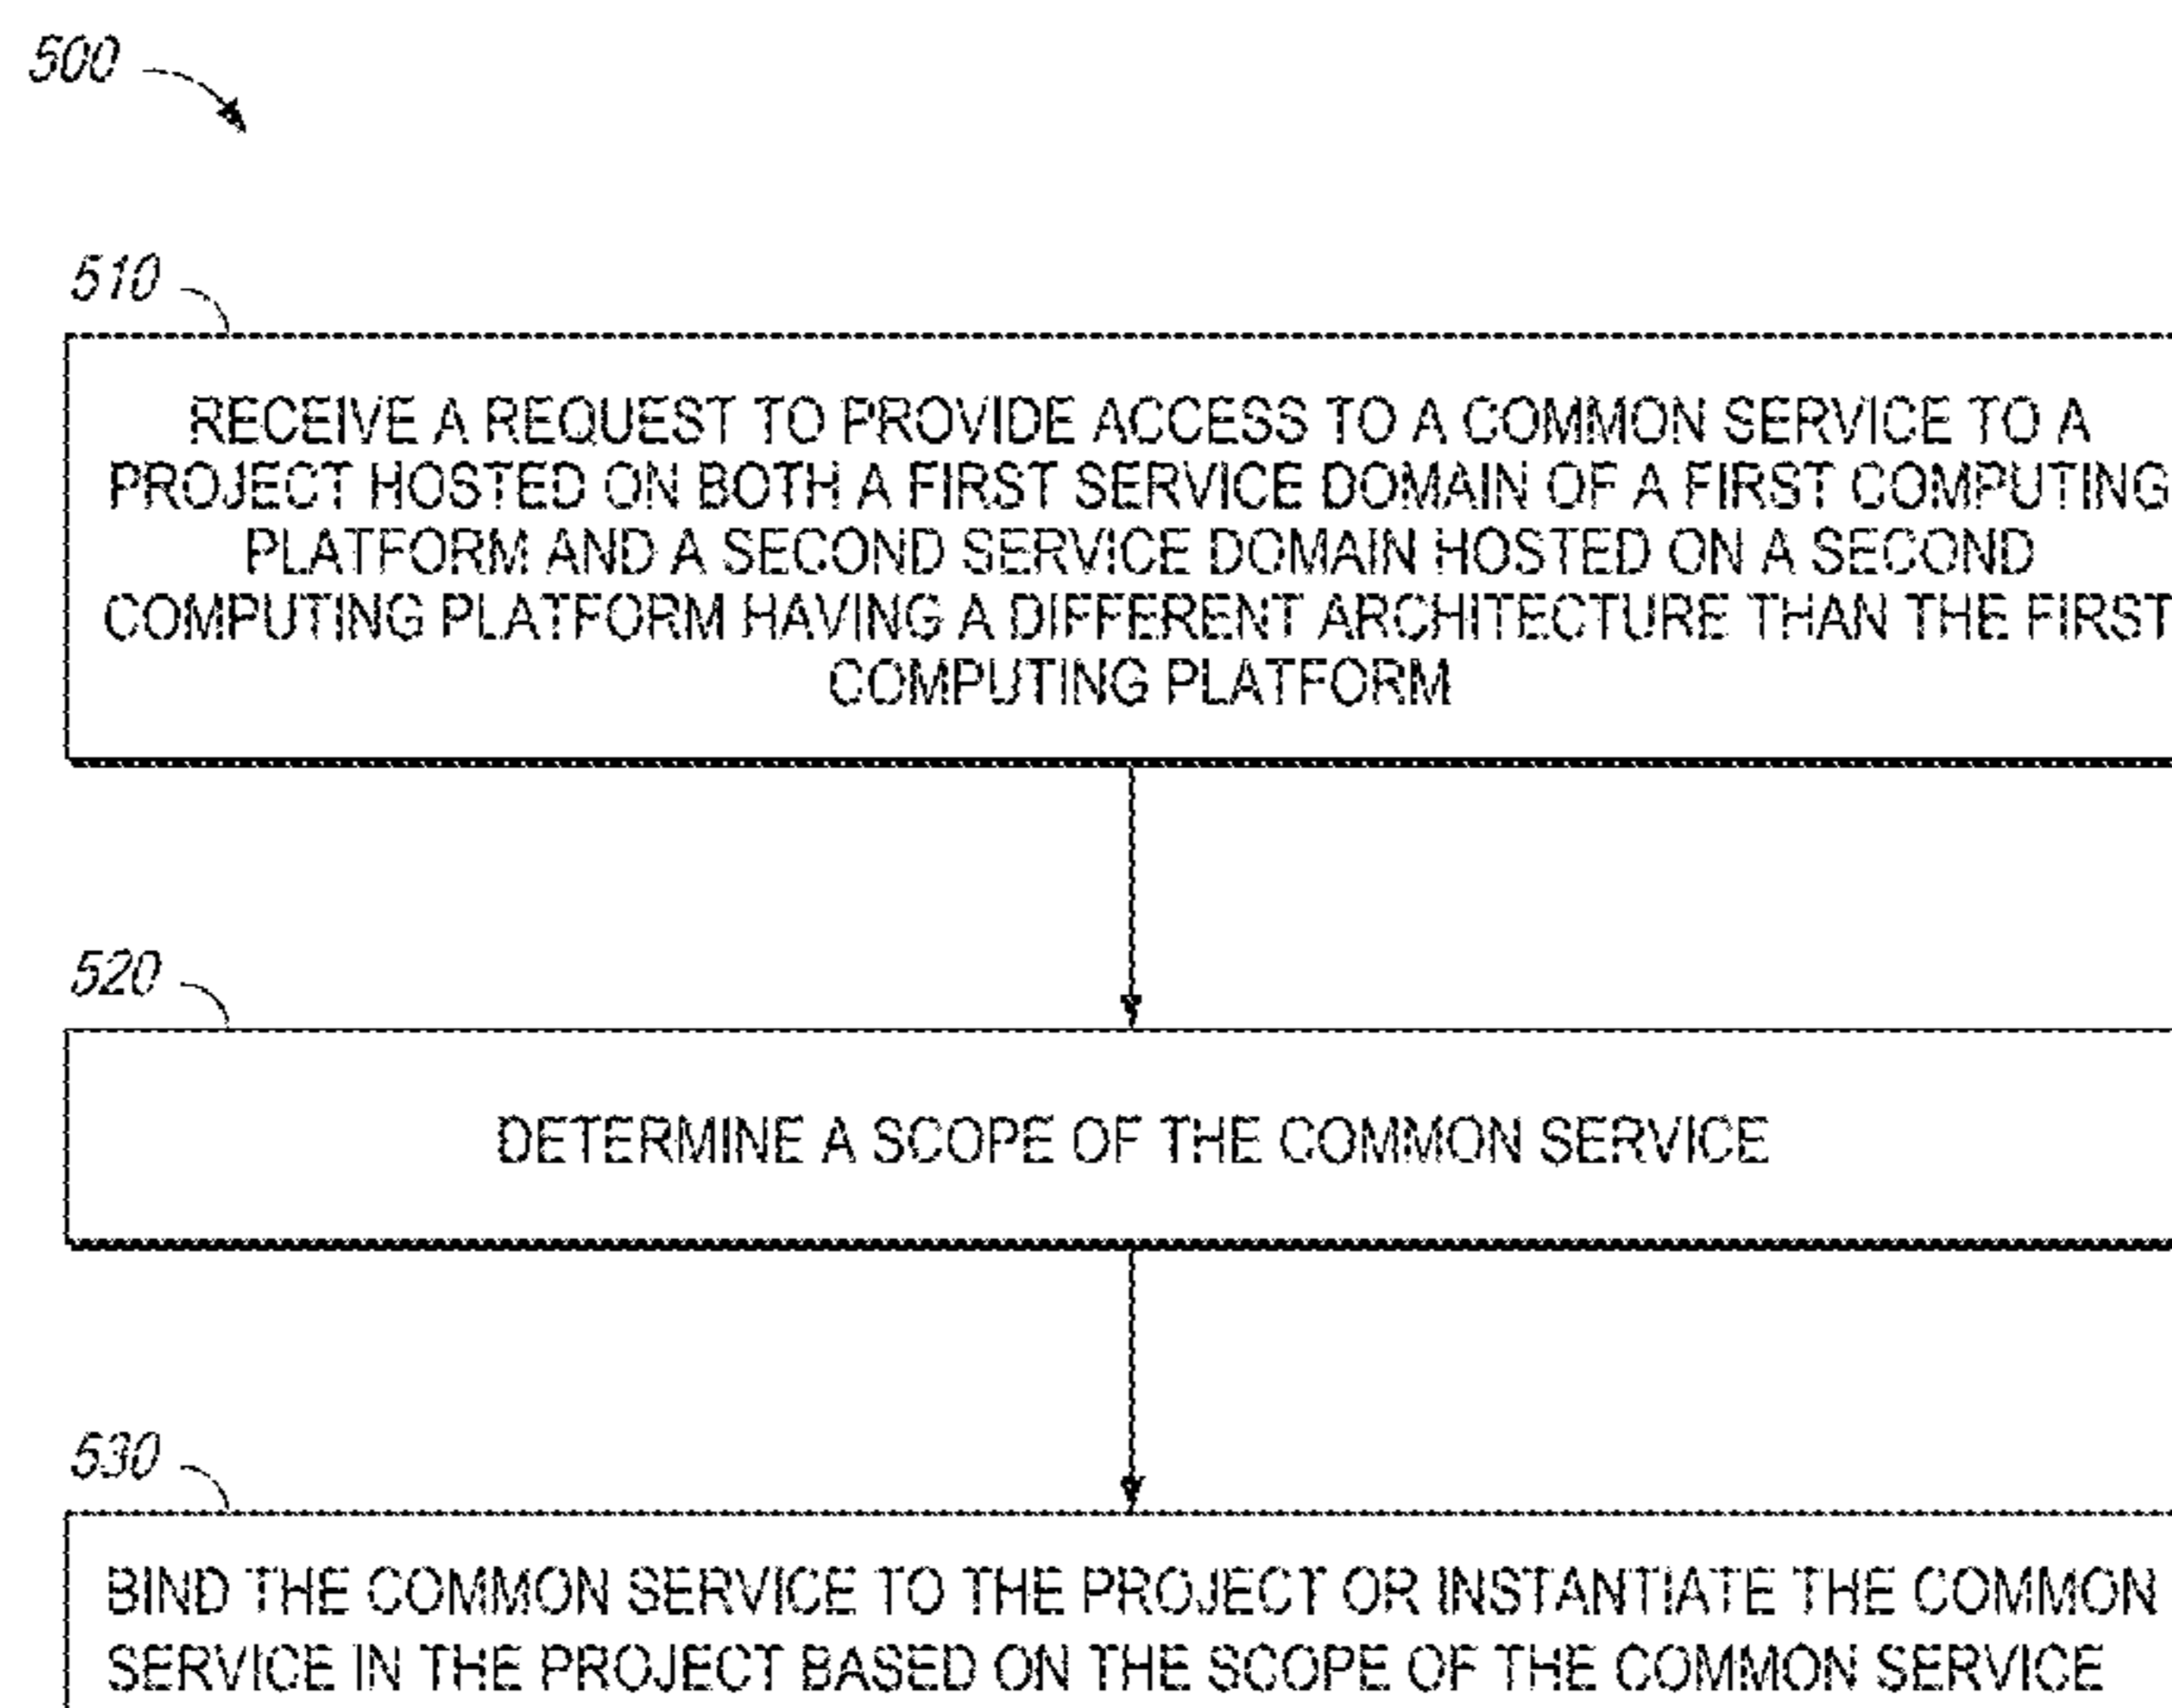 500
510
RECEIVE A REQUEST TO PROVIDE ACCESS TO A COMMON SERVICE TO A
PROJECT HOSTED ON BOTH A FIRST SERVICE DOMAIN OF A FIRST COMPUTING
PLATFORM AND A SECOND SERVICE DOMAIN HOSTED ON A SECOND
COMPUTING PLATFORM HAVING A DIFFERENT ARCHITECTURE THAN THE FIRST
COMPUTING PLATFORM
520
DETERMINE A SCOPE OF THE COMMON SERVICE
530
BIND THE COMMON SERVICE TO THE PROJECT OR INSTANTIATE THE COMMON
SERVICE IN THE PROJECT BASED ON THE SCOPE OF THE COMMON SERVICE